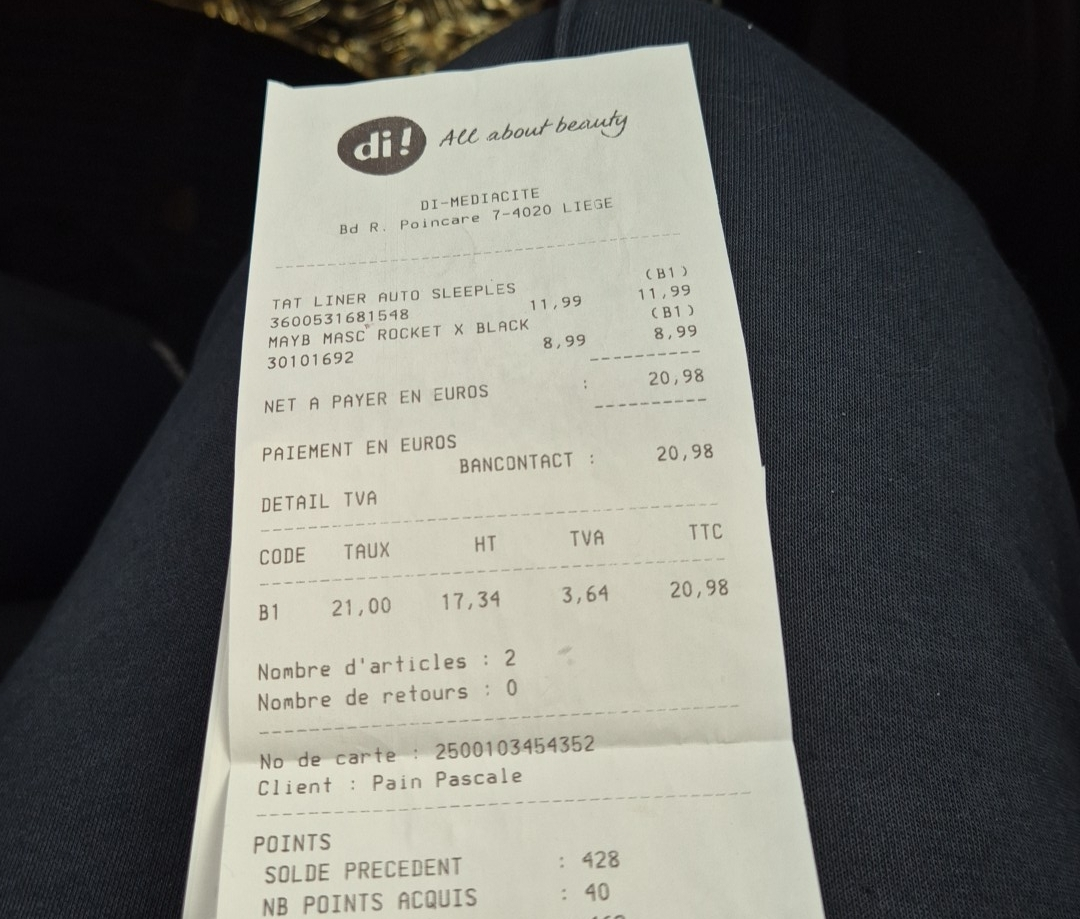 di! All about beauty
DI-MEDIACITE
Bd R. Poincare 7-4020 LIEGE
(B1)
TAT LINER AUTO SLEEPLES 11,99 11,99
3600531681548
(B1)
MAYB MASC ROCKET X BLACK 8,99 8,99
30101692
NET A PAYER EN EUROS : 20,98
PAIEMENT EN EUROS
BANCONTACT : 20,98
DETAIL TVA
CODE TAUX HT TVA TTC
B1 21,00 17,34 3,64 20,98
Nombre d'articles : 2
Nombre de retours : 0
No de carte : 2500103454352
Client : Pain Pascale
POINTS
SOLDE PRECEDENT : 428
NB POINTS ACQUIS : 40